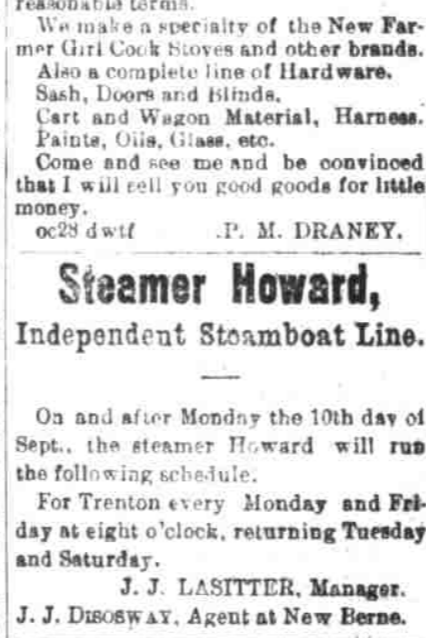 reasonable terms.
We make a specialty of the New Far-
mer Girl Cook Stoves and other brands.
Also a complete line of Hardware.
Sash, Doors and Blinds.
Cart and Wagon Material, Harness.
Paints, Oils, Glass, etc.
Come and see me and be convinced
that I will sell you good goods for little
money.
oc28 dwtf P. M. DRANEY.
Steamer Howard,
Independent Steamboat Line.
On and after Monday the 10th day of
Sept., the steamer Howard will run
the following schedule.
For Trenton every Monday and Fri-
day at eight o'clock, returning Tuesday
and Saturday.
J. J. LASITTER, Manager.
J. J. DISOSWAY, Agent at New Berne.